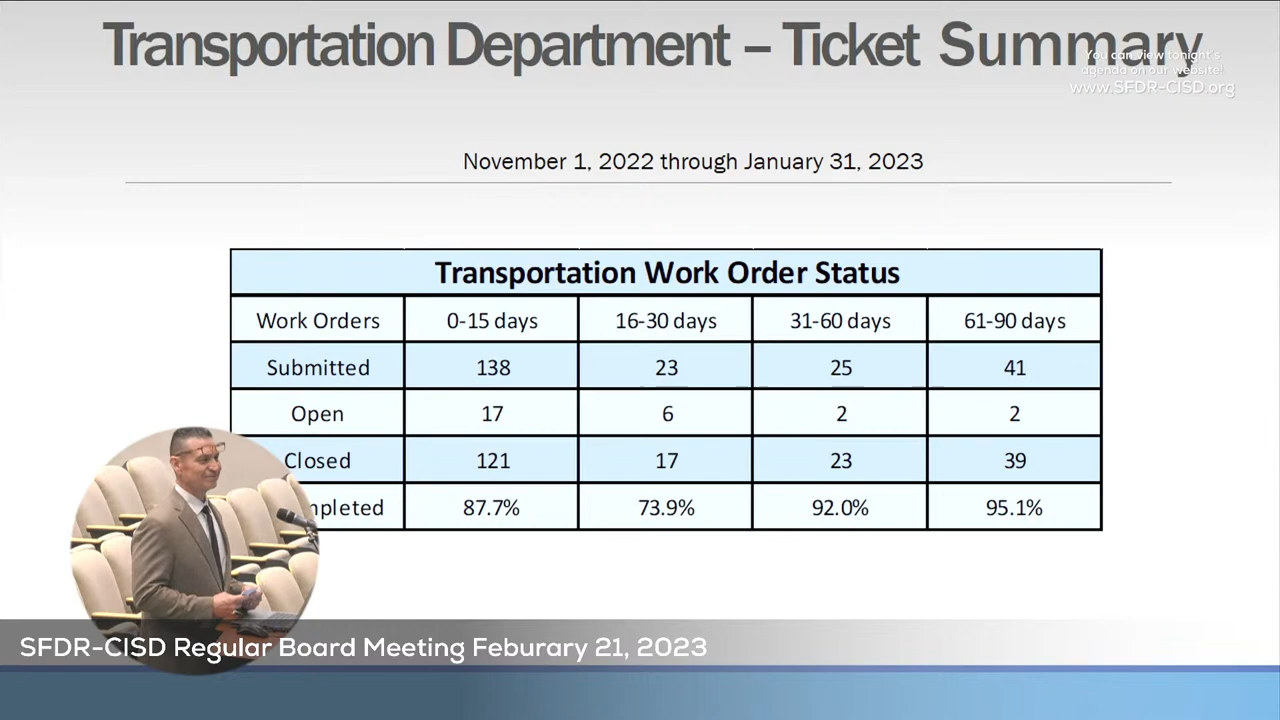 Transportation Department – Ticket Summary
You can view tonight's
agenda on our website!
www.SFDR-CISD.org
November 1, 2022 through January 31, 2023
Transportation Work Order Status
Work Orders 0-15 days 16-30 days 31-60 days 61-90 days
Submitted 138 23 25 41
Open 17 6 2 2
Closed 121 17 23 39
mpleted 87.7% 73.9% 92.0% 95.1%
SFDR-CISD Regular Board Meeting Feburary 21, 2023